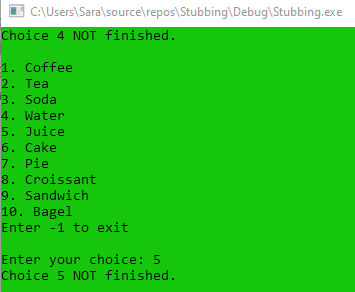 C:\Users\Sara\source\repos\Stubbing\Debug\Stubbing.exe
Choice 4 NOT finished.
1. Coffee
2. Tea
3. Soda
4. Water
5. Juice
6. Cake
7. Pie
8. Croissant
9. Sandwich
10. Bagel
Enter -1 to exit
Enter your choice: 5
Choice 5 NOT finished.